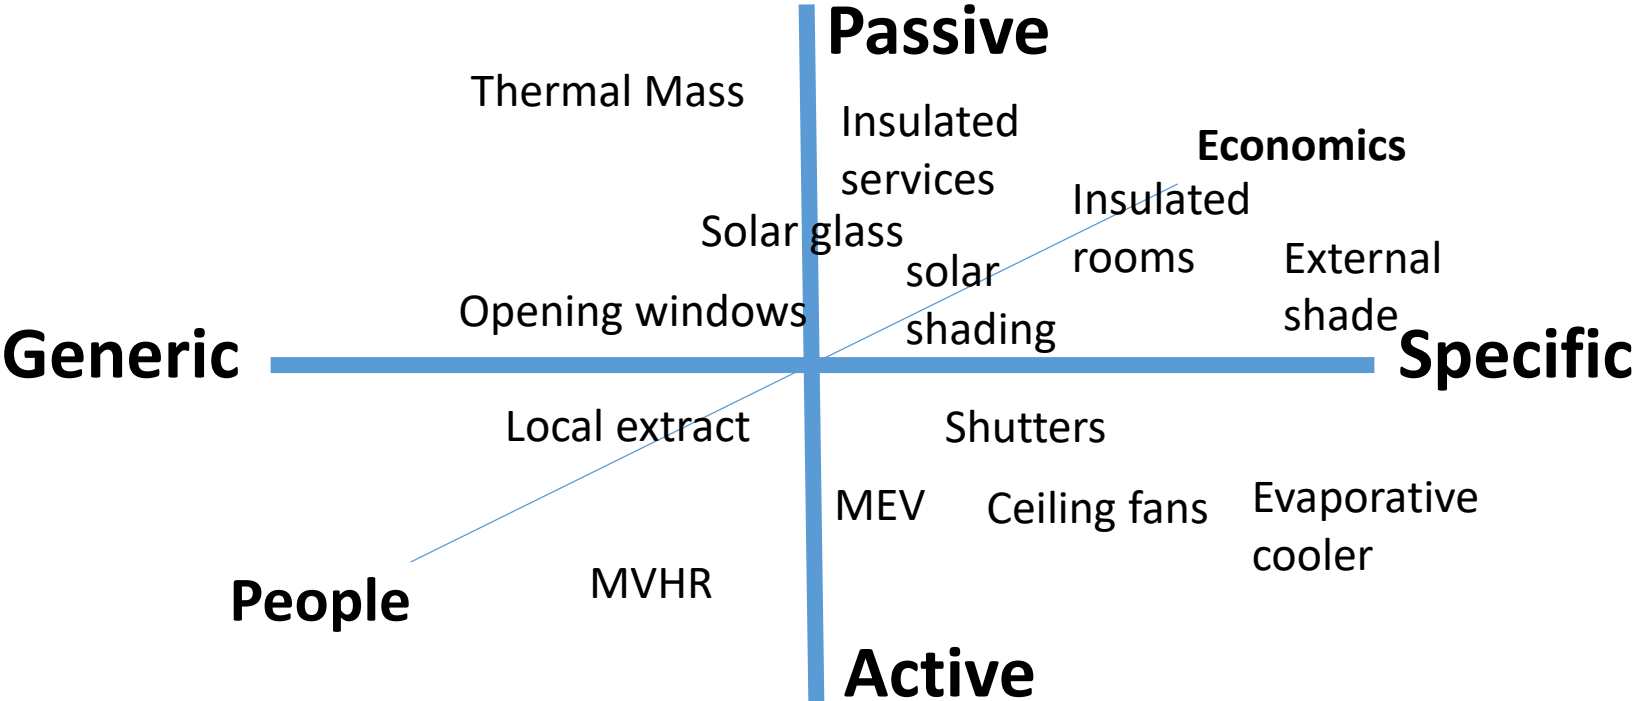 Passive
Thermal Mass
Insulated
services
Economics
Insulated
rooms
Solar glass
solar
shading
External
shade
Opening windows
Generic
Specific
Local extract
Shutters
MEV
Ceiling fans
Evaporative
cooler
MVHR
People
Active